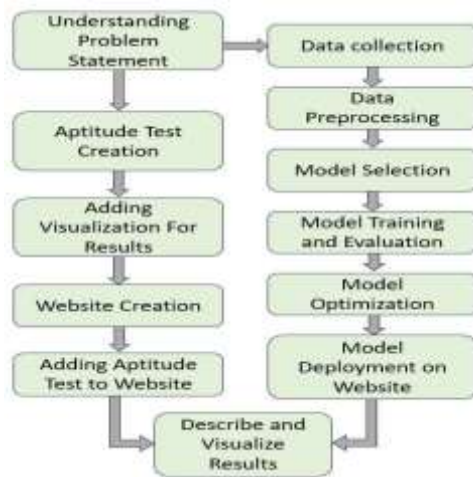 Understanding
Problem
Statement
Data collection
Aptitude Test
Creation
Data
Preprocessing
Adding
Visualization For
Results
Model Selection
Model Training
and Evaluation
Website Creation
Model
Optimization
Adding Aptitude
Test to Website
Model
Deployment on
Website
Describe and
Visualize
Results